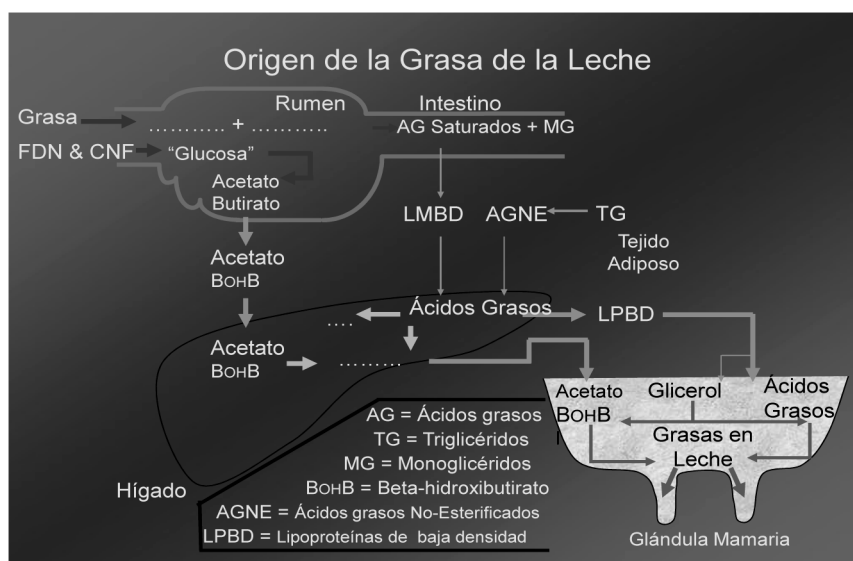 Origen de la Grasa de la Leche
Rumen
Intestino
Grasa
………… + …………
AG Saturados + MG
FDN & CNF
“Glucosa”
Acetato
Butirato
LMBD
AGNE
TG
Tejido
Adiposo
Acetato
BOHB
Ácidos Grasos
LPBD
....
Acetato
BOHB
………
Acetato
BOHB
Glicerol
Ácidos
Grasos
Grasas en
Leche
AG = Ácidos grasos
TG = Triglicéridos
MG = Monoglicéridos
BOHB = Beta-hidroxibutirato
AGNE = Ácidos grasos No-Esterificados
LPBD = Lipoproteínas de baja densidad
Hígado
Glándula Mamaria